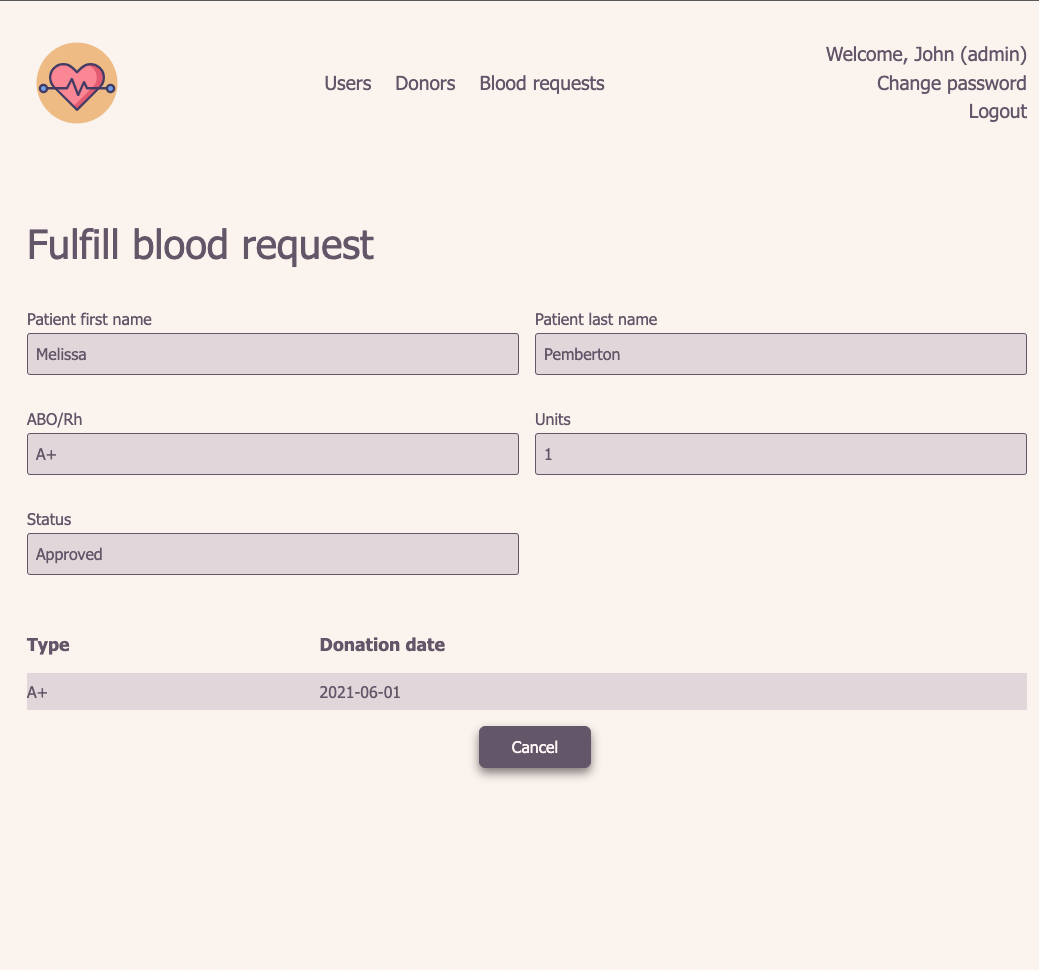 Users Donors Blood requests
Welcome, John (admin)
Change password
Logout
Fulfill blood request
Patient first name Patient last name
Melissa Pemberton
ABO/Rh Units
A+ 1
Status
Approved
Type Donation date
A+ 2021-06-01
Cancel